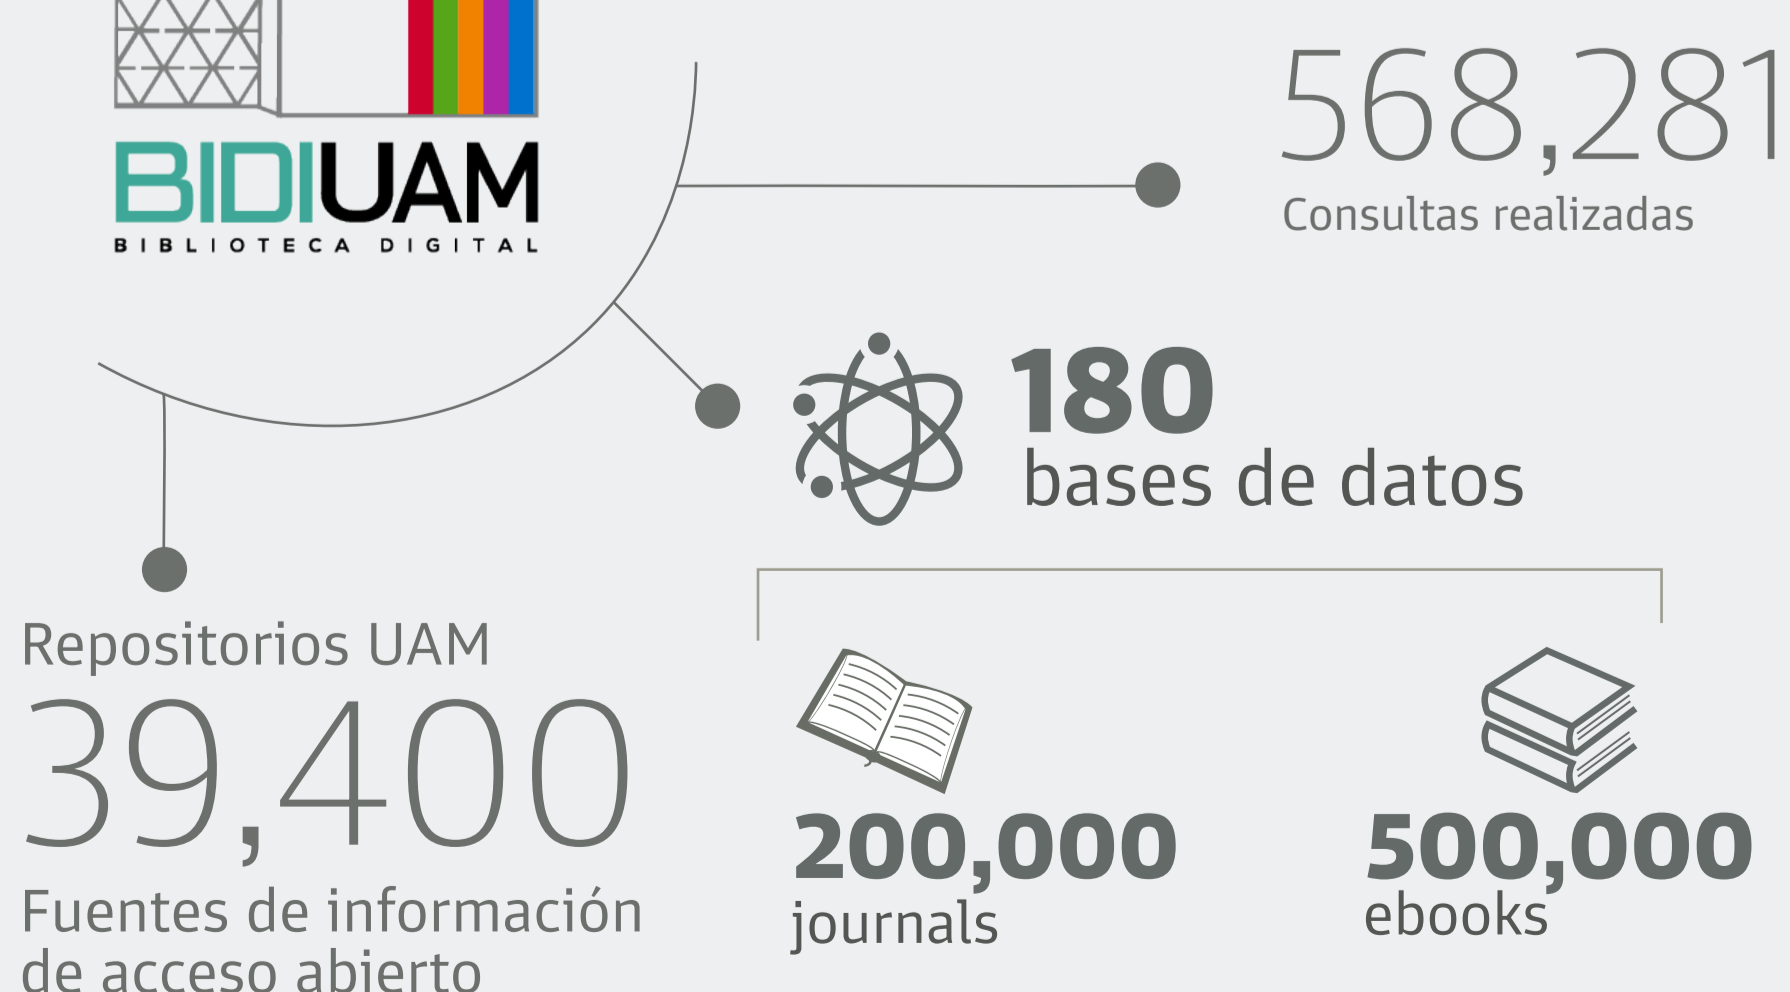 BIDIUAM
BIBLIOTECA DIGITAL
568,281
Consultas realizadas
180
bases de datos
Repositorios UAM
39,400
Fuentes de información
de acceso abierto
200,000
journals
500,000
ebooks